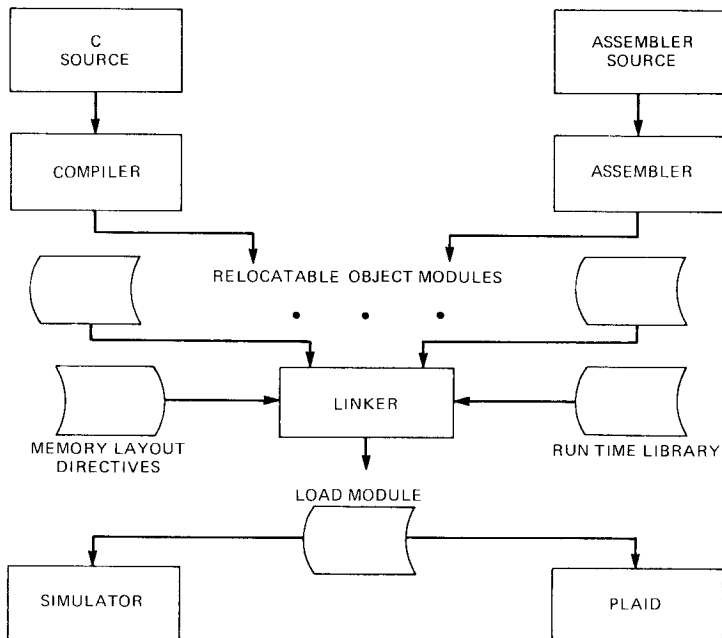 C
SOURCE
ASSEMBLER
SOURCE
COMPILER
ASSEMBLER
RELOCATABLE OBJECT MODULES
LINKER
MEMORY LAYOUT
DIRECTIVES
RUN TIME LIBRARY
LOAD MODULE
SIMULATOR
PLAID